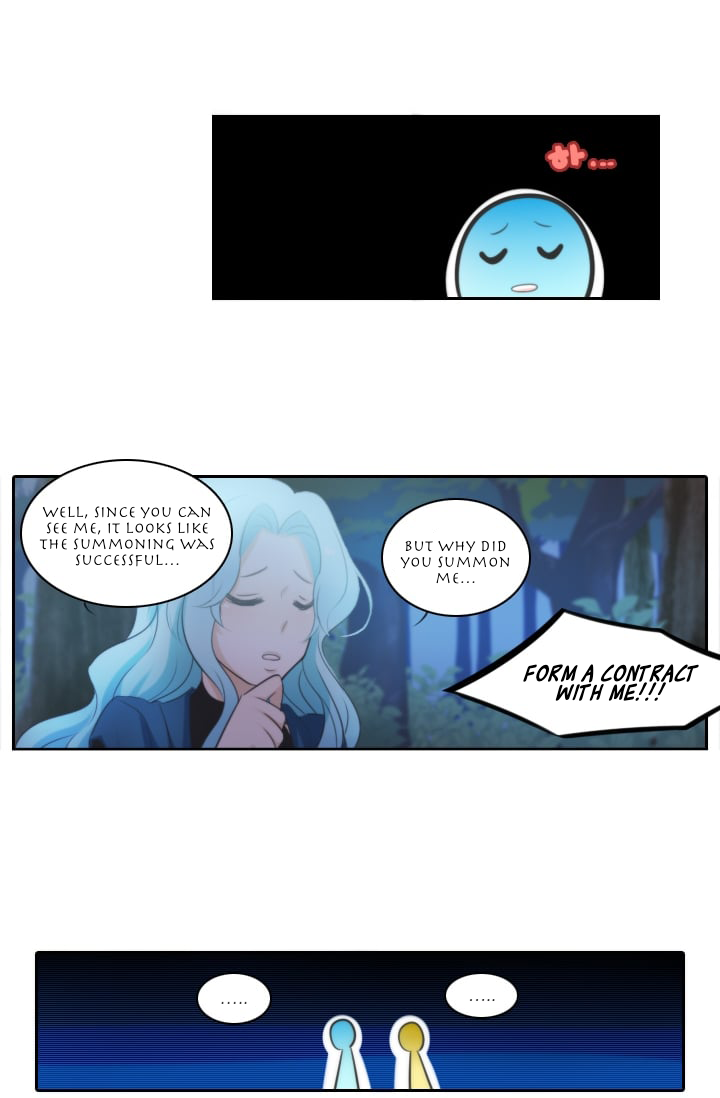 하...
WELL, SINCE YOU CAN
SEE ME, IT LOOKS LIKE
THE SUMMONING WAS
SUCCESSFUL...
BUT WHY DID
YOU SUMMON
ME...
FORM A CONTRACT
WITH ME!!!
.....
.....